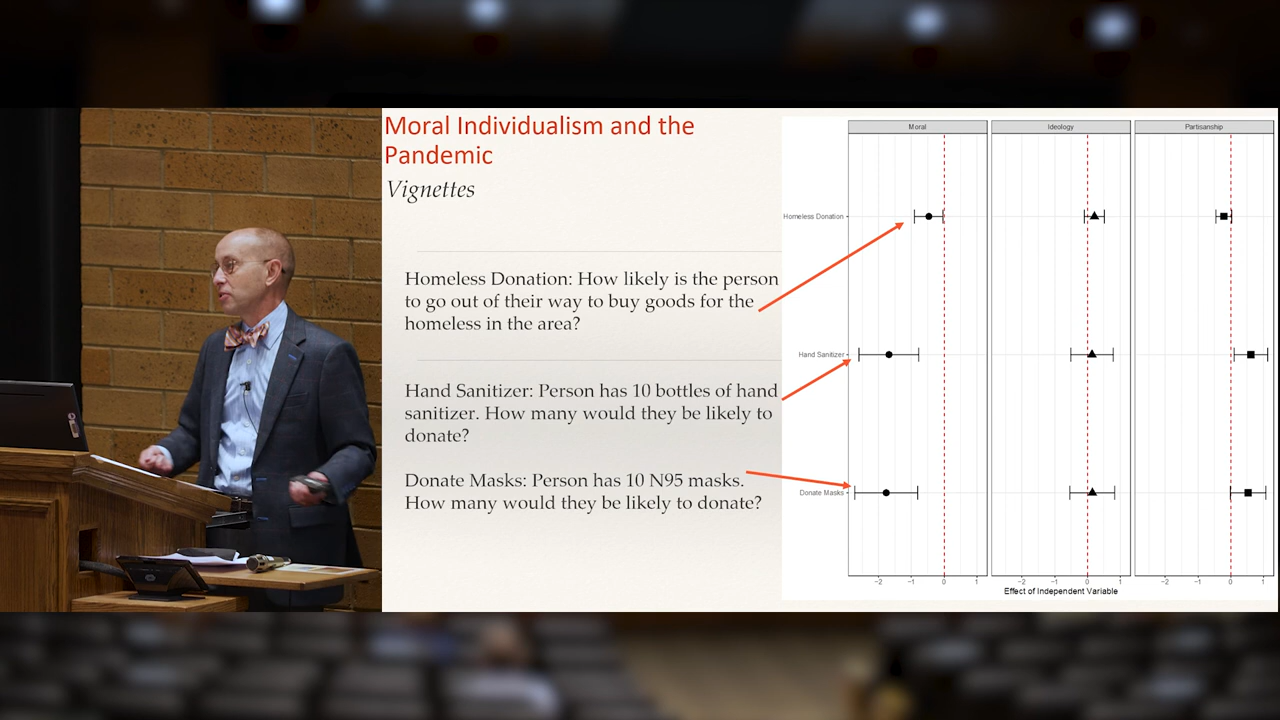 Moral Individualism and the
Pandemic
Vignettes
Homeless Donation: How likely is the person
to go out of their way to buy goods for the
homeless in the area?
Hand Sanitizer: Person has 10 bottles of hand
sanitizer. How many would they be likely to
donate?
Donate Masks: Person has 10 N95 masks.
How many would they be likely to donate?
Moral Ideology Partisanship
Homeless Donation
Hand Sanitizer
Donate Masks
−2 −1 0 1 −2 −1 0 1 −2 −1 0 1
Effect of Independent Variable